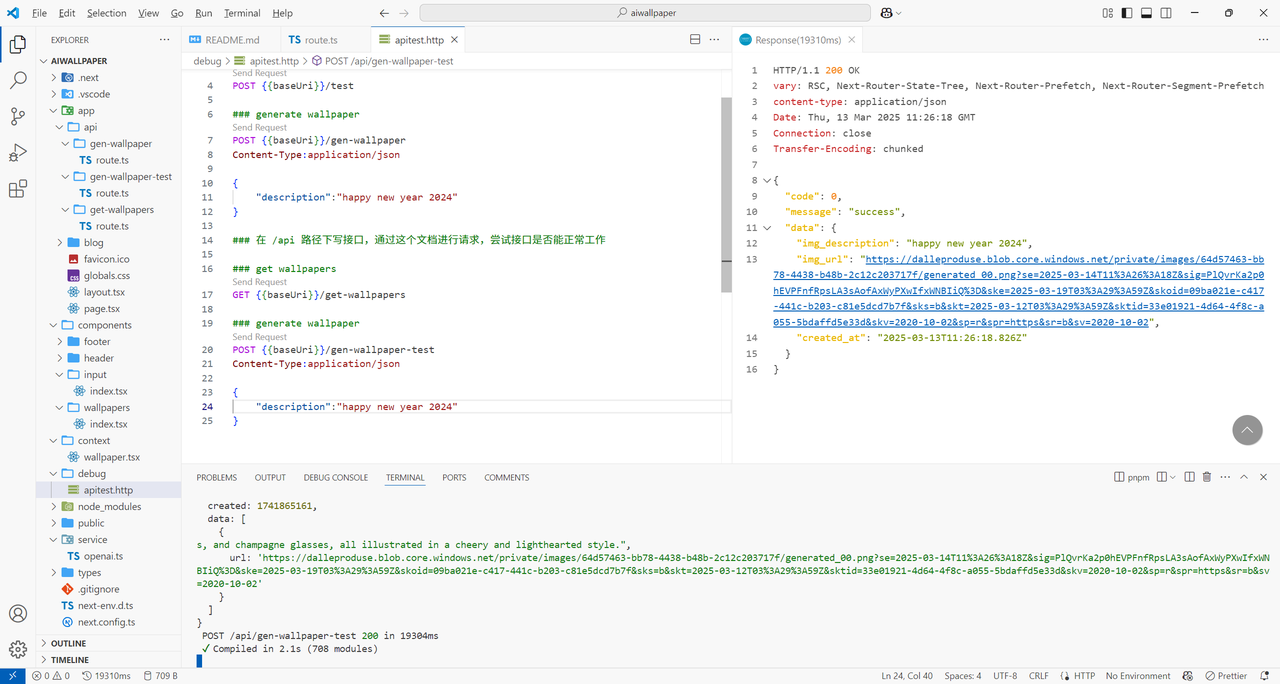 File Edit Selection View Go Run Terminal Help
aiwallpaper
EXPLORER
AIWALLPAPER
.next
.vscode
app
api
gen-wallpaper
TS route.ts
gen-wallpaper-test
TS route.ts
get-wallpapers
TS route.ts
blog
favicon.ico
globals.css
layout.tsx
page.tsx
components
footer
header
input
index.tsx
wallpapers
index.tsx
context
wallpaper.tsx
debug
apitest.http
node_modules
public
service
TS openai.ts
types
.gitignore
TS next-env.d.ts
next.config.ts
OUTLINE
TIMELINE
README.md
TS route.ts
apitest.http
debug > apitest.http > POST /api/gen-wallpaper-test
Send Request
4 POST {{baseUri}}/test
5
6 ### generate wallpaper
Send Request
7 POST {{baseUri}}/gen-wallpaper
8 Content-Type:application/json
9
10 {
11 "description":"happy new year 2024"
12 }
13
14 ### 在 /api 路径下写接口，通过这个文档进行请求，尝试接口是否能正常工作
15
16 ### get wallpapers
Send Request
17 GET {{baseUri}}/get-wallpapers
18
19 ### generate wallpaper
Send Request
20 POST {{baseUri}}/gen-wallpaper-test
21 Content-Type:application/json
22
23 {
24 "description":"happy new year 2024"
25 }
Response(19310ms)
1 HTTP/1.1 200 OK
2 vary: RSC, Next-Router-State-Tree, Next-Router-Prefetch, Next-Router-Segment-Prefetch
3 content-type: application/json
4 Date: Thu, 13 Mar 2025 11:26:18 GMT
5 Connection: close
6 Transfer-Encoding: chunked
7
8 {
9 "code": 0,
10 "message": "success",
11 "data": {
12 "img_description": "happy new year 2024",
13 "img_url": "https://dalleproduse.blob.core.windows.net/private/images/64d57463-bb
78-4438-b48b-2c12c203717f/generated_00.png?se=2025-03-14T11%3A26%3A18Z&sig=PlQvrKa2p
0hEVPFnfRpsLA3sAofAxWyPXwIfxWNBIiQ%3D&ske=2025-03-19T03%3A29%3A59Z&skoid=09ba021e-c417
-441c-b203-c81e5dcd7b7f&sks=b&skt=2025-03-12T03%3A29%3A59Z&sktid=33e01921-4d64-4f8c-a
055-5bdaffd5e33d&skv=2020-10-02&sp=r&spr=https&sr=b&sv=2020-10-02",
14 "created_at": "2025-03-13T11:26:18.826Z"
15 }
16 }
PROBLEMS OUTPUT DEBUG CONSOLE TERMINAL PORTS COMMENTS
pnpm
created: 1741865161,
data: [
{
s, and champagne glasses, all illustrated in a cheery and lighthearted style.",
url: 'https://dalleproduse.blob.core.windows.net/private/images/64d57463-bb78-4438-b48b-2c12c203717f/generated_00.png?se=2025-03-14T11%3A26%3A18Z&sig=PlQvrKa2p0hEVPFnfRpsLA3sAofAxWyPXwIfxWN
BIiQ%3D&ske=2025-03-19T03%3A29%3A59Z&skoid=09ba021e-c417-441c-b203-c81e5dcd7b7f&sks=b&skt=2025-03-12T03%3A29%3A59Z&sktid=33e01921-4d64-4f8c-a055-5bdaffd5e33d&skv=2020-10-02&sp=r&spr=https&sr=b&sv
=2020-10-02'
}
]
}
POST /api/gen-wallpaper-test 200 in 19304ms
✓ Compiled in 2.1s (708 modules)
0 0 19310ms 709 B
Ln 24, Col 40 Spaces: 4 UTF-8 CRLF HTTP No Environment Prettier